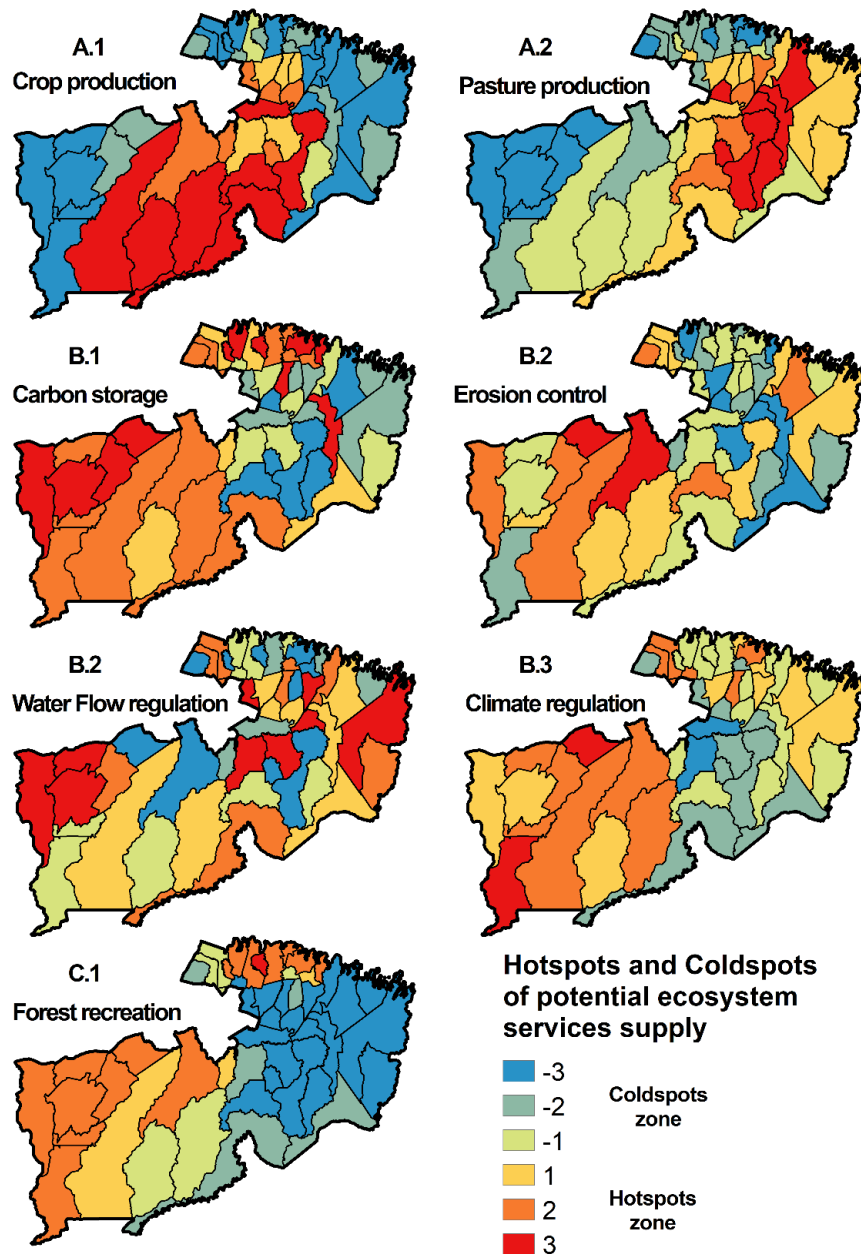 A.1
Crop production
A.2
Pasture production
B.1
Carbon storage
B.2
Erosion control
B.2
Water Flow regulation
B.3
Climate regulation
C.1
Forest recreation
Hotspots and Coldspots
of potential ecosystem
services supply
-3
-2
-1
1
2
3
Coldspots
zone
Hotspots
zone